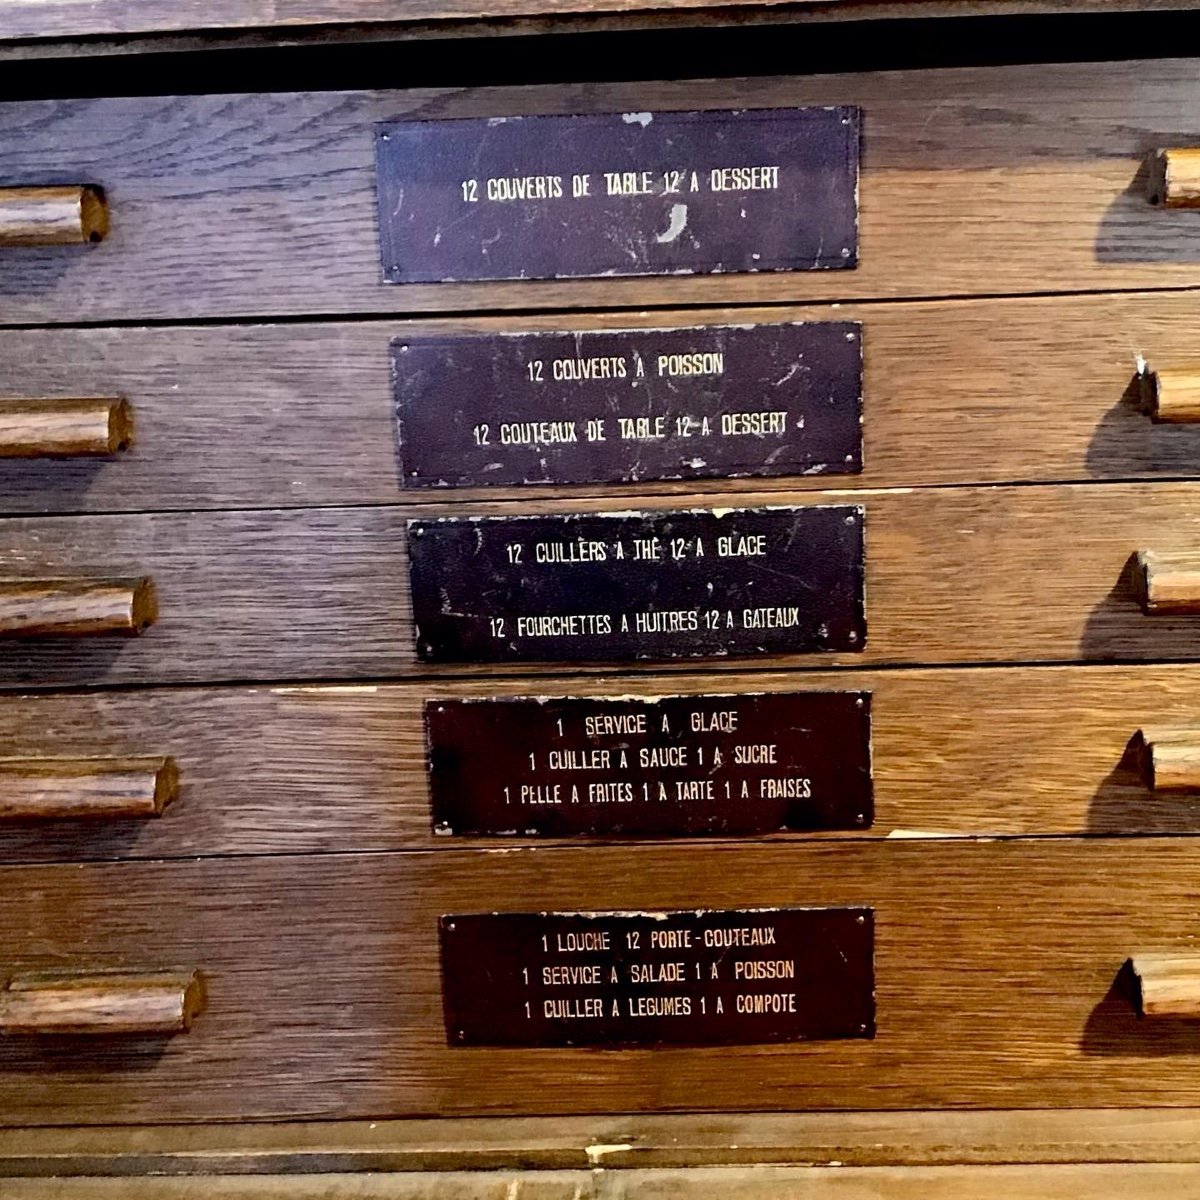 12 COUVERTS DE TABLE 12 A DESSERT
12 COUVERTS A POISSON
12 COUTEAUX DE TABLE 12 A DESSERT
12 CUILLERS A THÉ 12 A GLACE
12 FOURCHETTES A HUITRES 12 A GATEAUX
1 SERVICE A GLACE
1 CUILLER A SAUCE 1 A SUCRE
1 PELLE A FRITES 1 A TARTE 1 A FRAISES
1 LOUCHE 12 PORTE-COUTEAUX
1 SERVICE A SALADE 1 A POISSON
1 CUILLER A LEGUMES 1 A COMPOTE